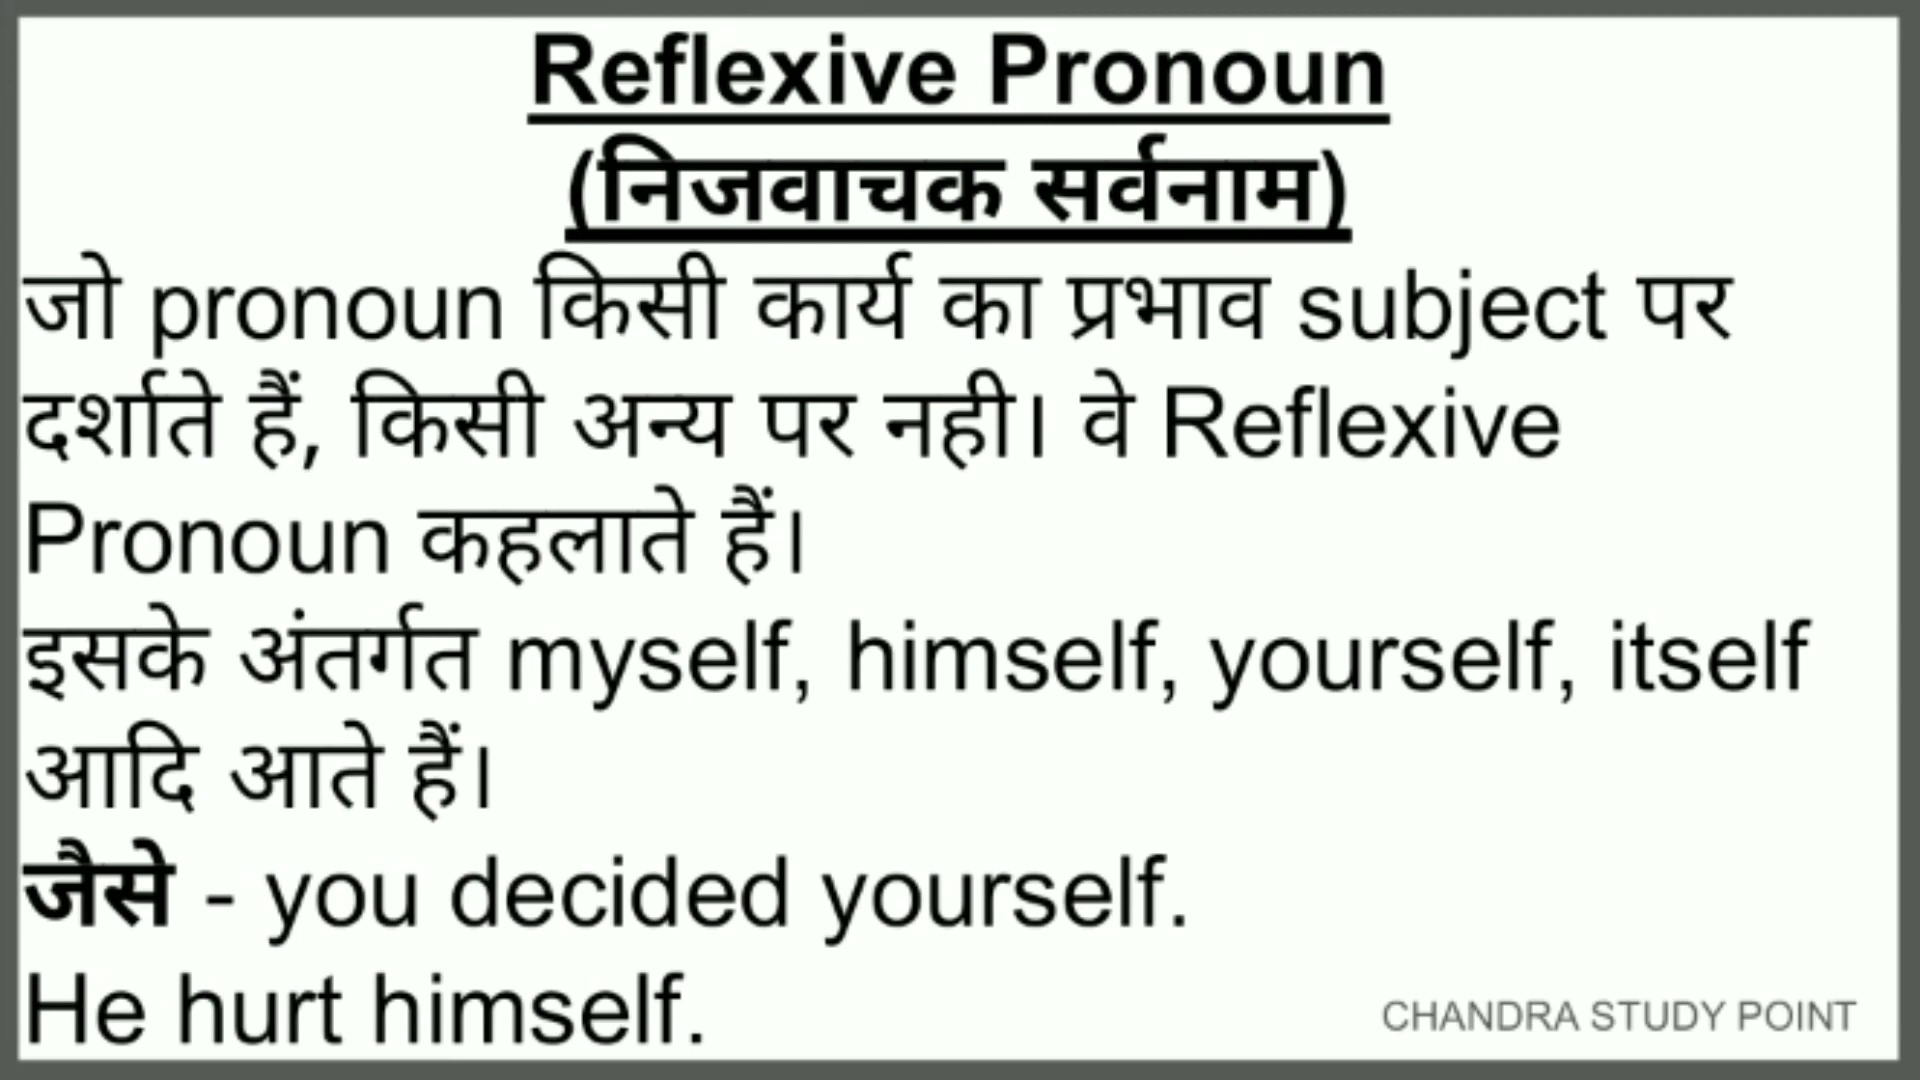 Reflexive Pronoun
(निजवाचक सर्वनाम)
जो pronoun किसी कार्य का प्रभाव subject पर
दर्शाते हैं, किसी अन्य पर नही। वे Reflexive
Pronoun कहलाते हैं।
इसके अंतर्गत myself, himself, yourself, itself
आदि आते हैं।
जैसे - you decided yourself.
He hurt himself.
CHANDRA STUDY POINT